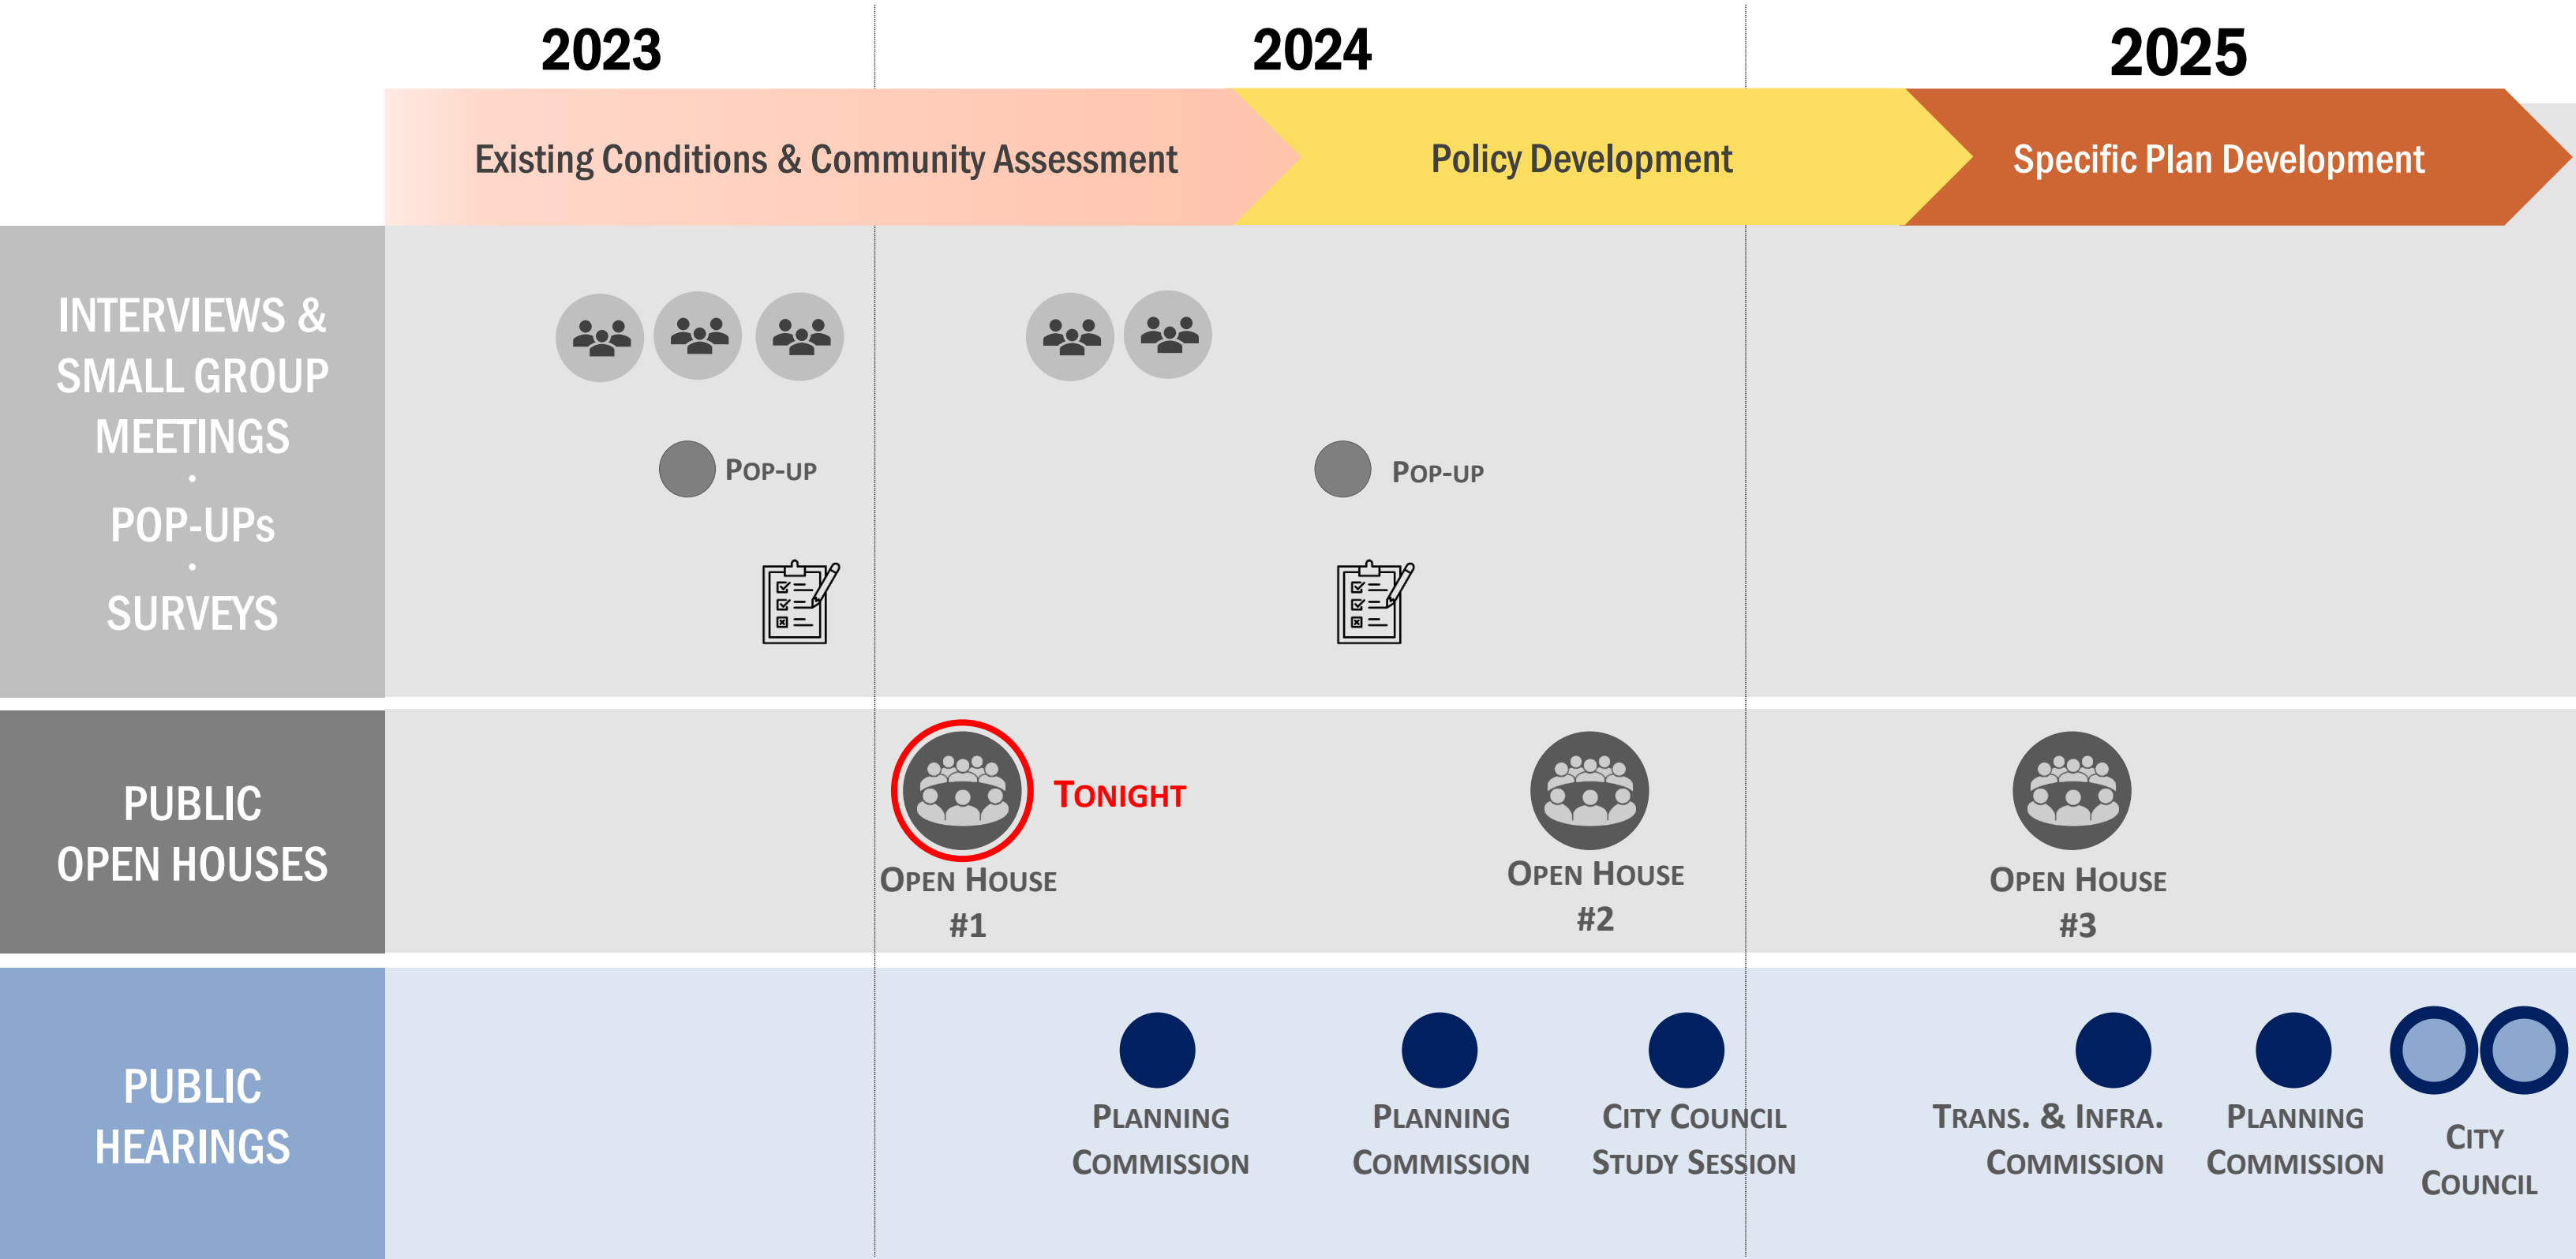 2023
2024
2025
Existing Conditions & Community Assessment
Policy Development
Specific Plan Development
INTERVIEWS &
SMALL GROUP
MEETINGS
·
POP-UPs
·
SURVEYS
POP-UP
POP-UP
PUBLIC
OPEN HOUSES
TONIGHT
OPEN HOUSE
#1
OPEN HOUSE
#2
OPEN HOUSE
#3
PUBLIC
HEARINGS
PLANNING
COMMISSION
PLANNING
COMMISSION
CITY COUNCIL
STUDY SESSION
TRANS. & INFRA.
COMMISSION
PLANNING
COMMISSION
CITY
COUNCIL